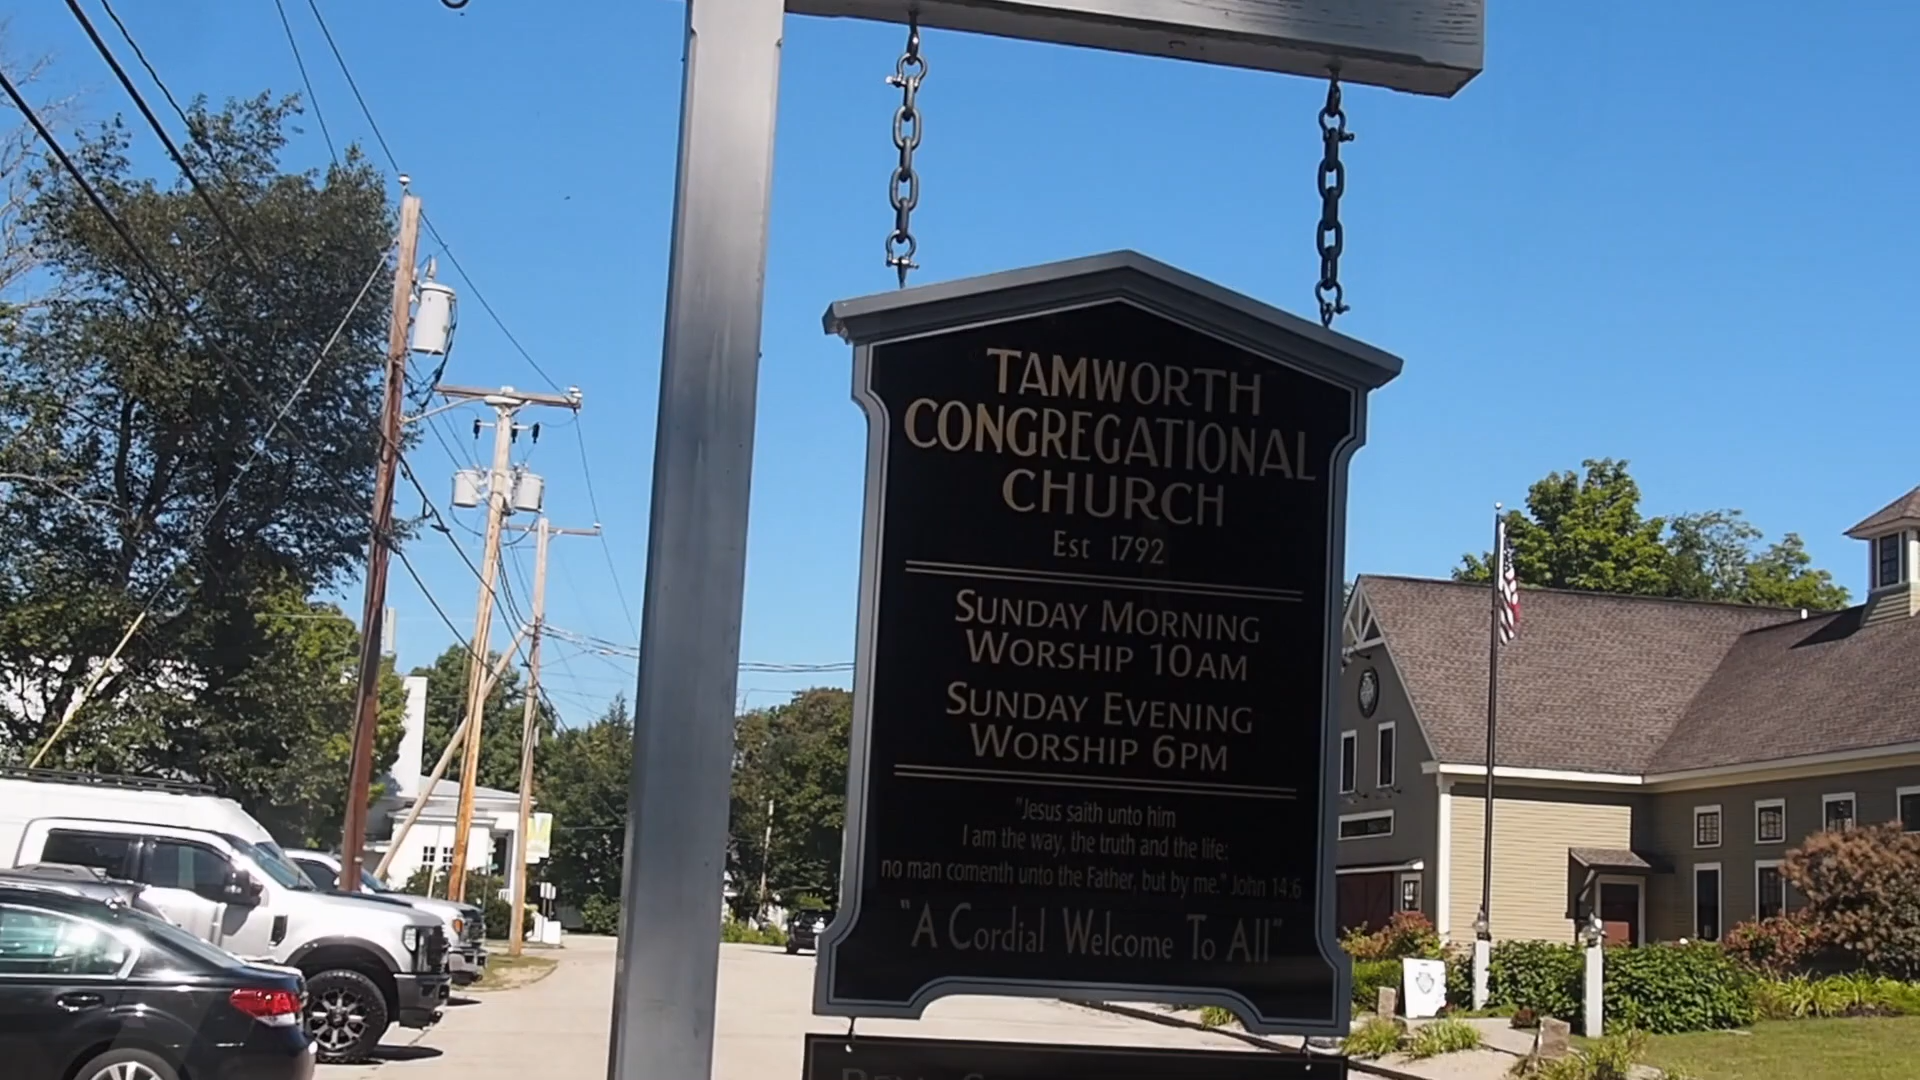 TAMWORTH
CONGREGATIONAL
CHURCH
Est 1792
SUNDAY MORNING
WORSHIP 10AM
SUNDAY EVENING
WORSHIP 6PM
"Jesus saith unto him
I am the way, the truth and the life:
no man cometh unto the Father, but by me." John 14:6
"A Cordial Welcome To All"